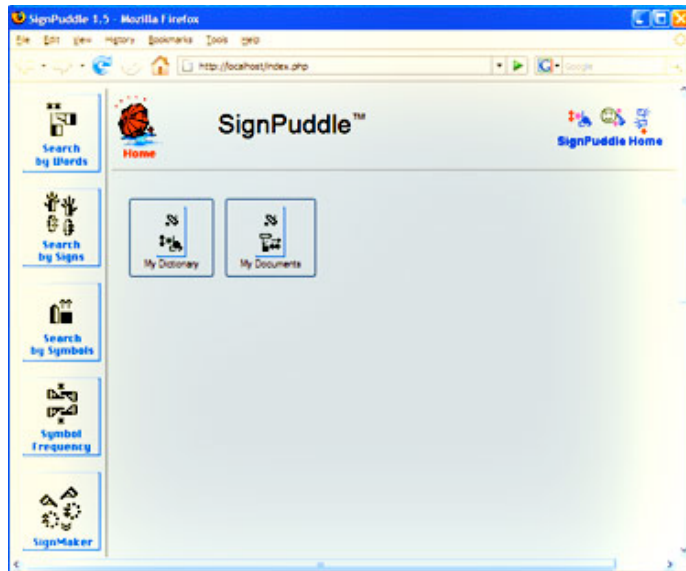 SignPuddle 1.5 - Mozilla Firefox
File Edit View History Bookmarks Tools Help
http://localhost/index.php
Google
Search
by Words
Home
SignPuddle™
SignPuddle Home
Search
by Signs
My Dictionary
My Documents
Search
by Symbols
Symbol
Frequency
SignMaker